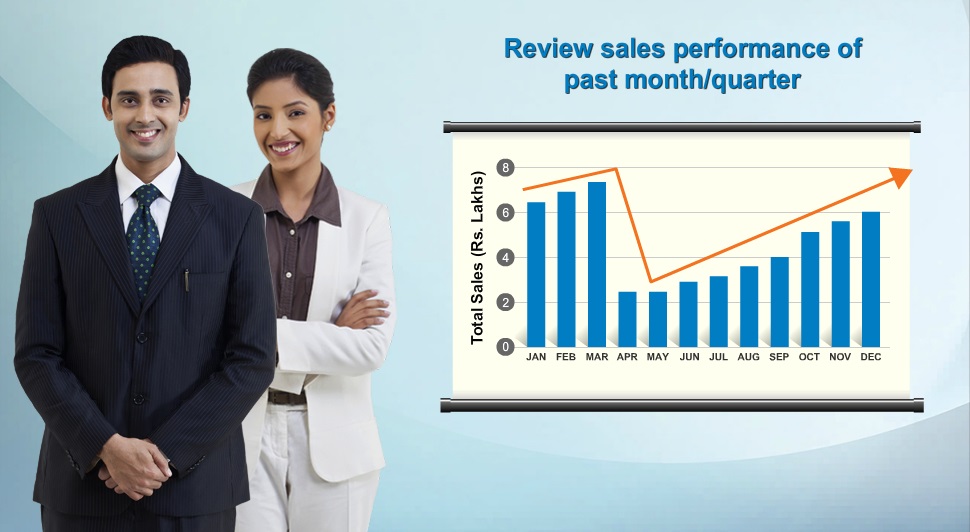 Review sales performance of
past month/quarter
Total Sales (Rs. Lakhs)
8
6
4
2
0
JAN FEB MAR APR MAY JUN JUL AUG SEP OCT NOV DEC